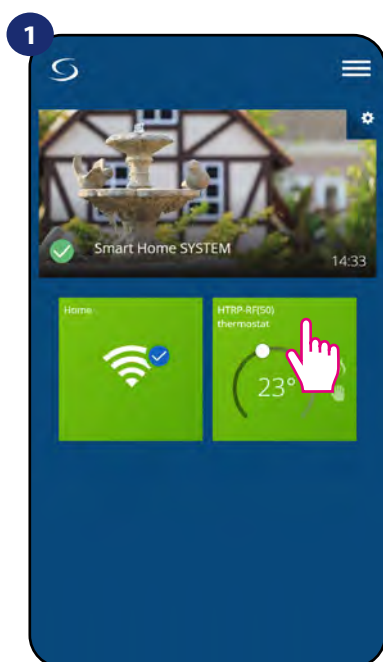 1
Smart Home SYSTEM
14:33
Home
HTRP-RF(50)
thermostat
23°